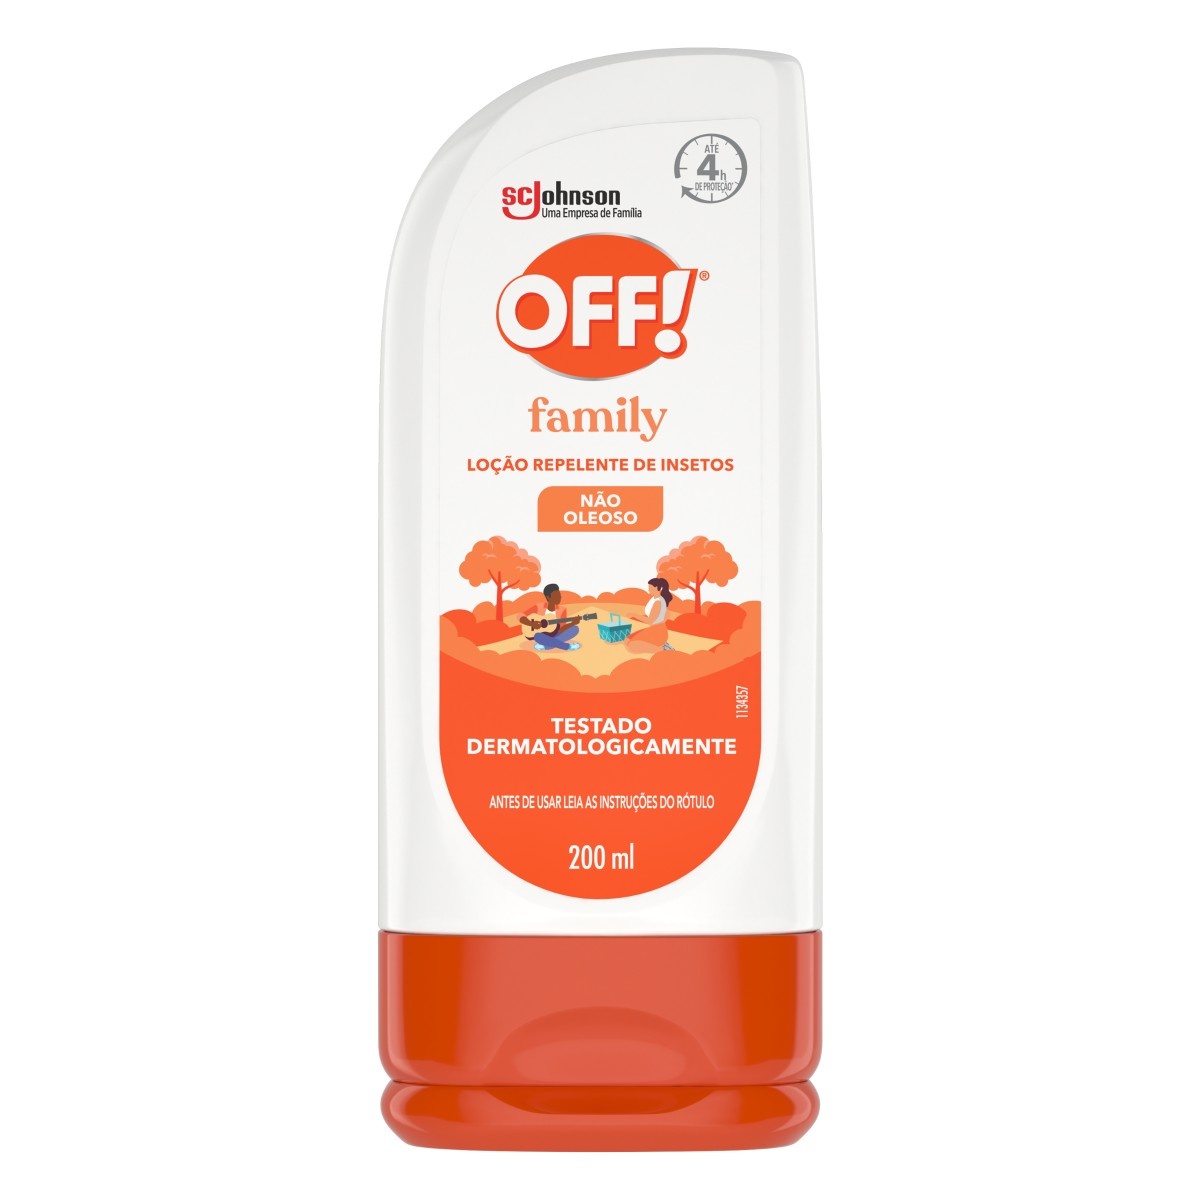 ATÉ
4h
DE PROTEÇÃO*
SCJohnson
Uma Empresa de Família
OFF!®
family
LOÇÃO REPELENTE DE INSETOS
NÃO
OLEOSO
1134357
TESTADO
DERMATOLOGICAMENTE
ANTES DE USAR LEIA AS INSTRUÇÕES DO RÓTULO
200 ml